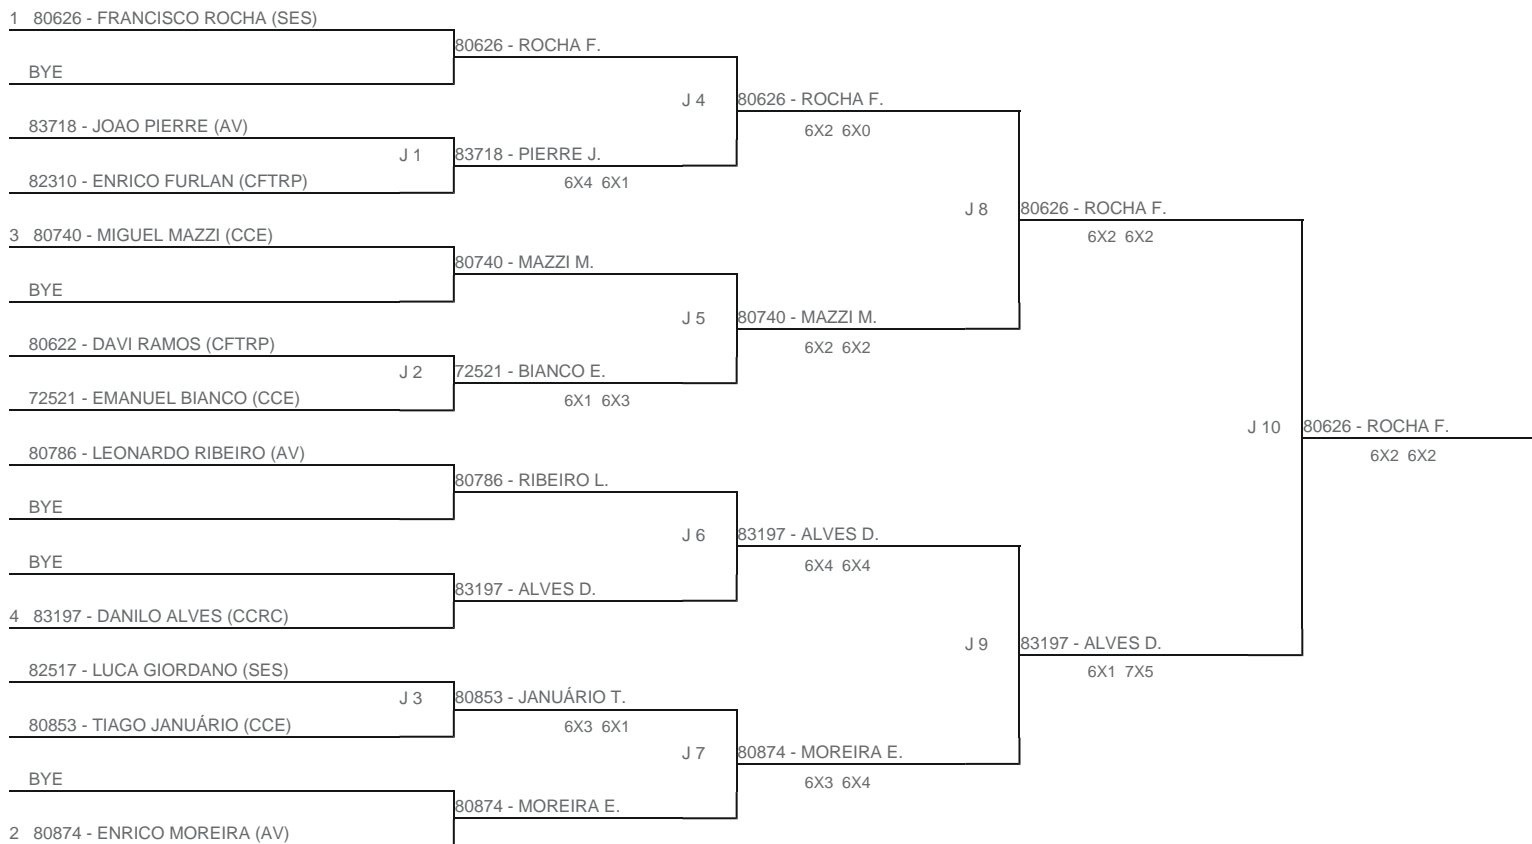 1 80626 - FRANCISCO ROCHA (SES)
80626 - ROCHA F.
BYE
J 4
80626 - ROCHA F.
6X2 6X0
83718 - JOAO PIERRE (AV)
J 1
83718 - PIERRE J.
6X4 6X1
82310 - ENRICO FURLAN (CFTRP)
J 8
80626 - ROCHA F.
6X2 6X2
3 80740 - MIGUEL MAZZI (CCE)
80740 - MAZZI M.
BYE
J 5
80740 - MAZZI M.
6X2 6X2
80622 - DAVI RAMOS (CFTRP)
J 2
72521 - BIANCO E.
6X1 6X3
72521 - EMANUEL BIANCO (CCE)
J 10
80626 - ROCHA F.
6X2 6X2
80786 - LEONARDO RIBEIRO (AV)
80786 - RIBEIRO L.
BYE
J 6
83197 - ALVES D.
6X4 6X4
BYE
83197 - ALVES D.
4 83197 - DANILO ALVES (CCRC)
J 9
83197 - ALVES D.
6X1 7X5
82517 - LUCA GIORDANO (SES)
J 3
80853 - JANUÁRIO T.
6X3 6X1
80853 - TIAGO JANUÁRIO (CCE)
J 7
80874 - MOREIRA E.
6X3 6X4
BYE
80874 - MOREIRA E.
2 80874 - ENRICO MOREIRA (AV)